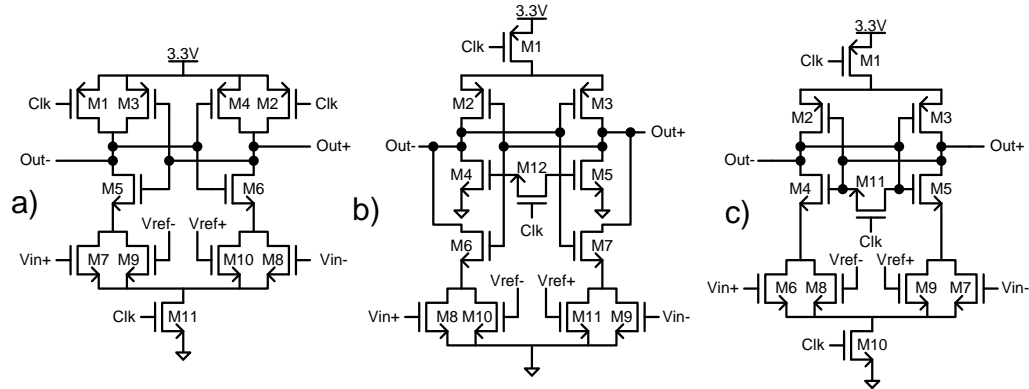 3.3V
Clk M1 M3 M4 M2 Clk
Out- Out+
M5 M6
a)
Vref- Vref+
Vin+ M7 M9 M10 M8 Vin-
Clk M11
3.3V
Clk M1
M2 M3
Out- Out+
M4 M12 M5
b)
Clk
M6 M7
Vref- Vref+
Vin+ M8 M10 M11 M9 Vin-
3.3V
Clk M1
M2 M3
Out- Out+
M4 M11 M5
c)
Clk
Vref- Vref+
Vin+ M6 M8 M9 M7 Vin-
Clk M10